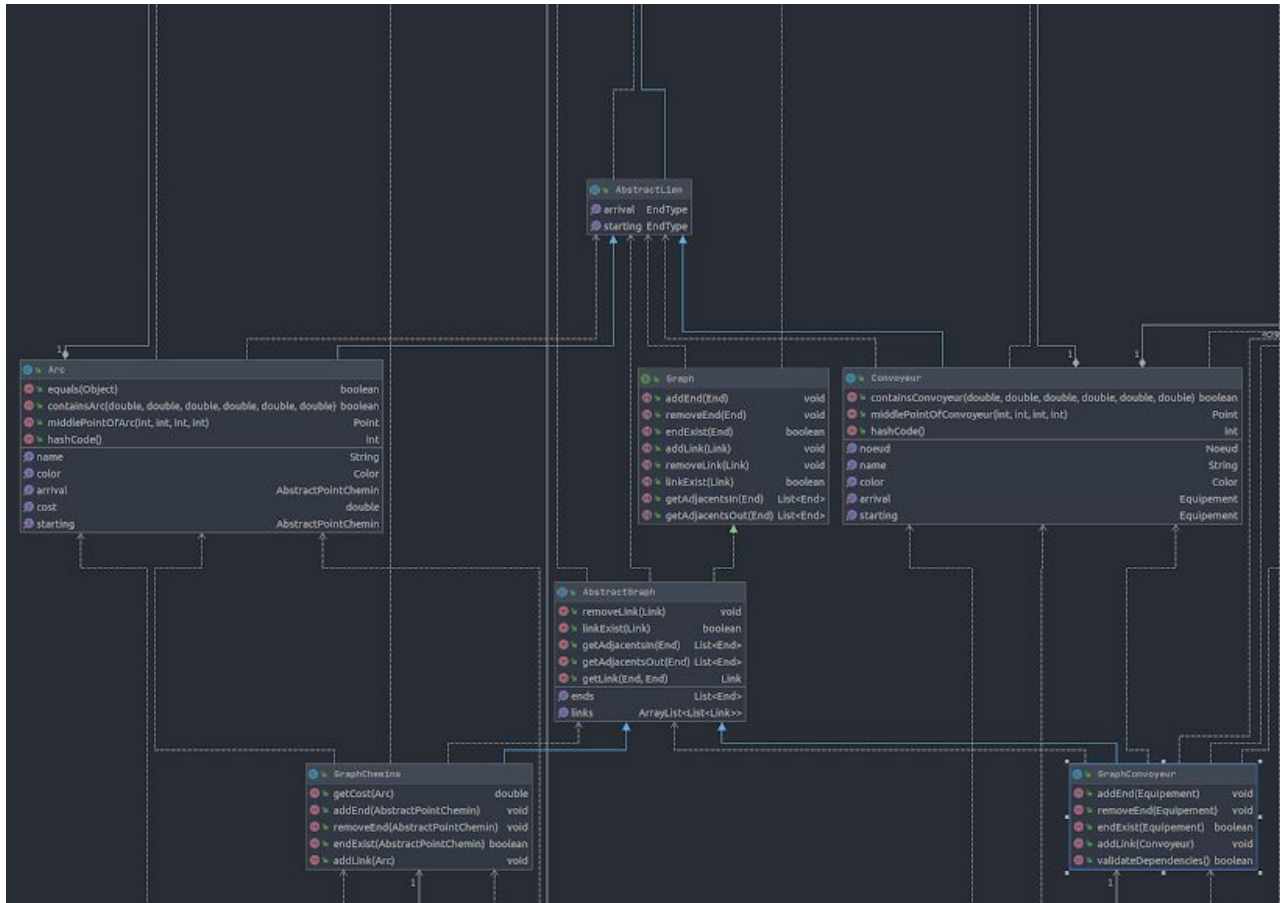 AbstractLien
arrival EndType
starting EndType
1
Arc
equals(Object) boolean
containsArc(double, double, double, double, double, double) boolean
middlePointOfArc(int, int, int, int) Point
hashCode() int
name String
color Color
arrival AbstractPointChemin
cost double
starting AbstractPointChemin
Graph
addEnd(End) void
removeEnd(End) void
endExist(End) boolean
addLink(Link) void
removeLink(Link) void
linkExist(Link) boolean
getAdjacentsIn(End) List<End>
getAdjacentsOut(End) List<End>
1
1
Convoyeur
containsConvoyeur(double, double, double, double, double, double) boolean
middlePointOfConvoyeur(int, int, int, int) Point
hashCode() int
noeud Noeud
name String
color Color
arrival Equipement
starting Equipement
AbstractGraph
removeLink(Link) void
linkExist(Link) boolean
getAdjacentsIn(End) List<End>
getAdjacentsOut(End) List<End>
getLink(End, End) Link
ends List<End>
links ArrayList<List<Link>>
GraphChemins
getCost(Arc) double
addEnd(AbstractPointChemin) void
removeEnd(AbstractPointChemin) void
endExist(AbstractPointChemin) boolean
addLink(Arc) void
1
GraphConvoyeur
addEnd(Equipement) void
removeEnd(Equipement) void
endExist(Equipement) boolean
addLink(Convoyeur) void
validateDependencies() boolean
1